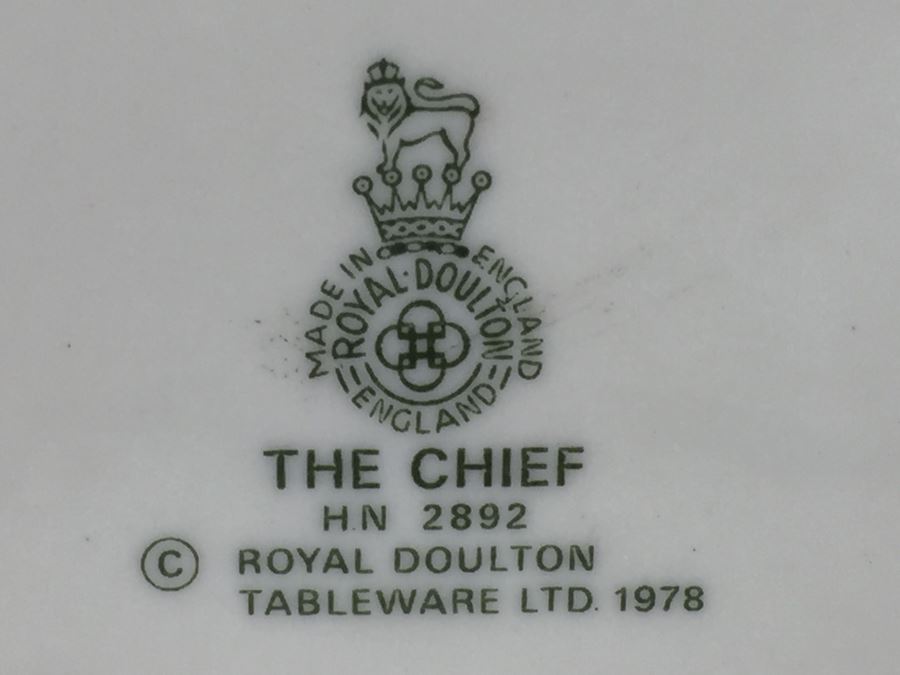 MADE IN ENGLAND
ROYAL·DOULTON
ENGLAND
THE CHIEF
H.N 2892
© ROYAL DOULTON
TABLEWARE LTD. 1978